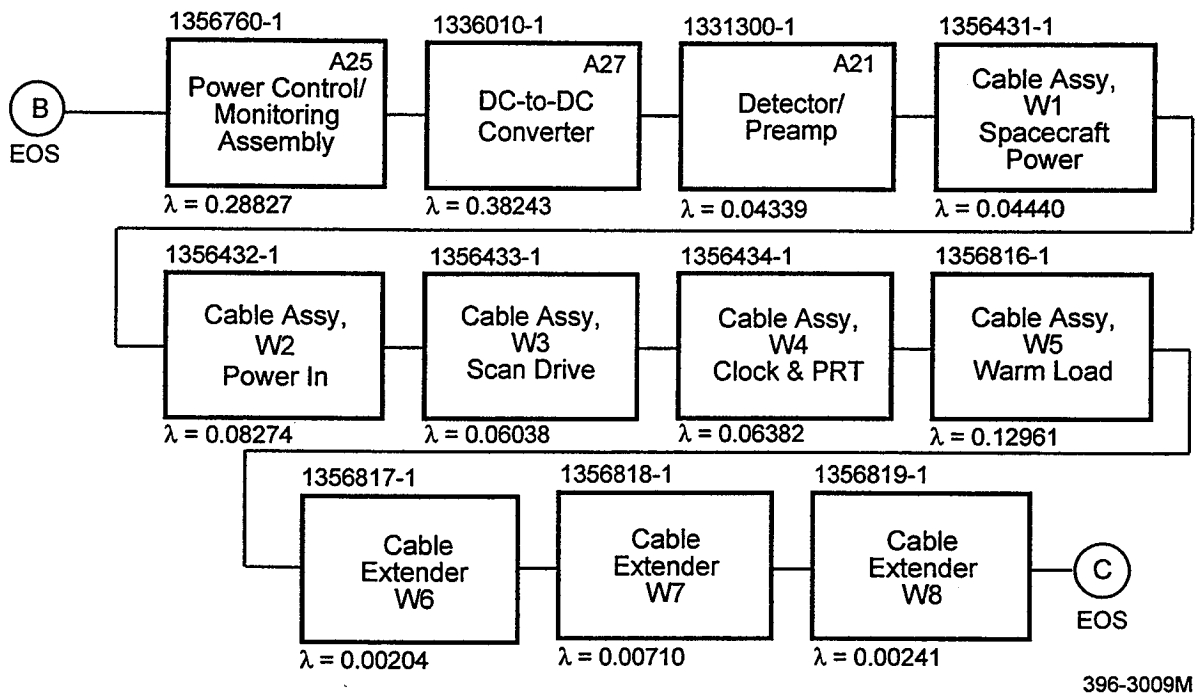 1356760-1
1336010-1
1331300-1
1356431-1
B
EOS
A25
Power Control/
Monitoring
Assembly
A27
DC-to-DC
Converter
A21
Detector/
Preamp
Cable Assy,
W1
Spacecraft
Power
λ = 0.28827
λ = 0.38243
λ = 0.04339
λ = 0.04440
1356432-1
1356433-1
1356434-1
1356816-1
Cable Assy,
W2
Power In
Cable Assy,
W3
Scan Drive
Cable Assy,
W4
Clock & PRT
Cable Assy,
W5
Warm Load
λ = 0.08274
λ = 0.06038
λ = 0.06382
λ = 0.12961
1356817-1
1356818-1
1356819-1
Cable
Extender
W6
Cable
Extender
W7
Cable
Extender
W8
C
EOS
λ = 0.00204
λ = 0.00710
λ = 0.00241
396-3009M